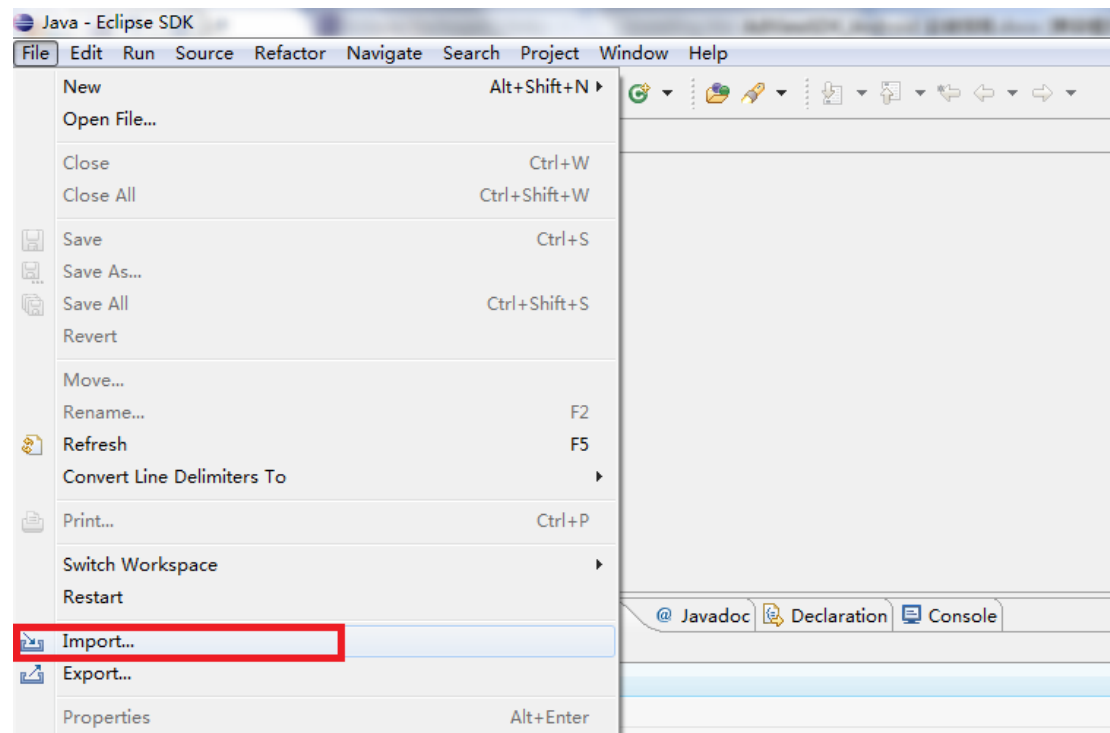 Java - Eclipse SDK
File Edit Run Source Refactor Navigate Search Project Window Help
New Alt+Shift+N
Open File...
Close Ctrl+W
Close All Ctrl+Shift+W
Save Ctrl+S
Save As...
Save All Ctrl+Shift+S
Revert
Move...
Rename... F2
Refresh F5
Convert Line Delimiters To
Print... Ctrl+P
Switch Workspace
Restart
@ Javadoc Declaration Console
Import...
Export...
Properties Alt+Enter